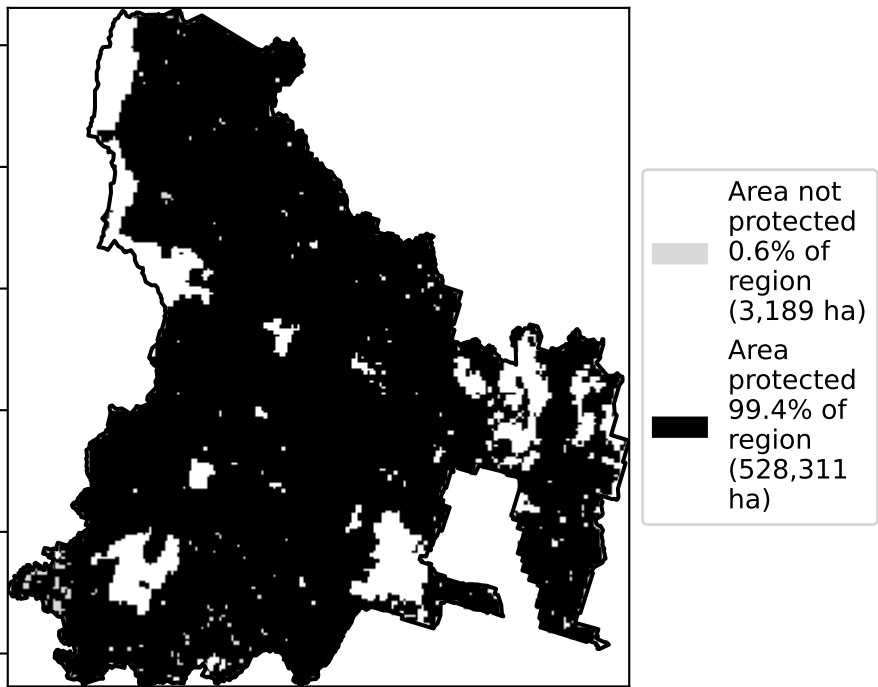 Area not
protected
0.6% of
region
(3,189 ha)
Area
protected
99.4% of
region
(528,311
ha)